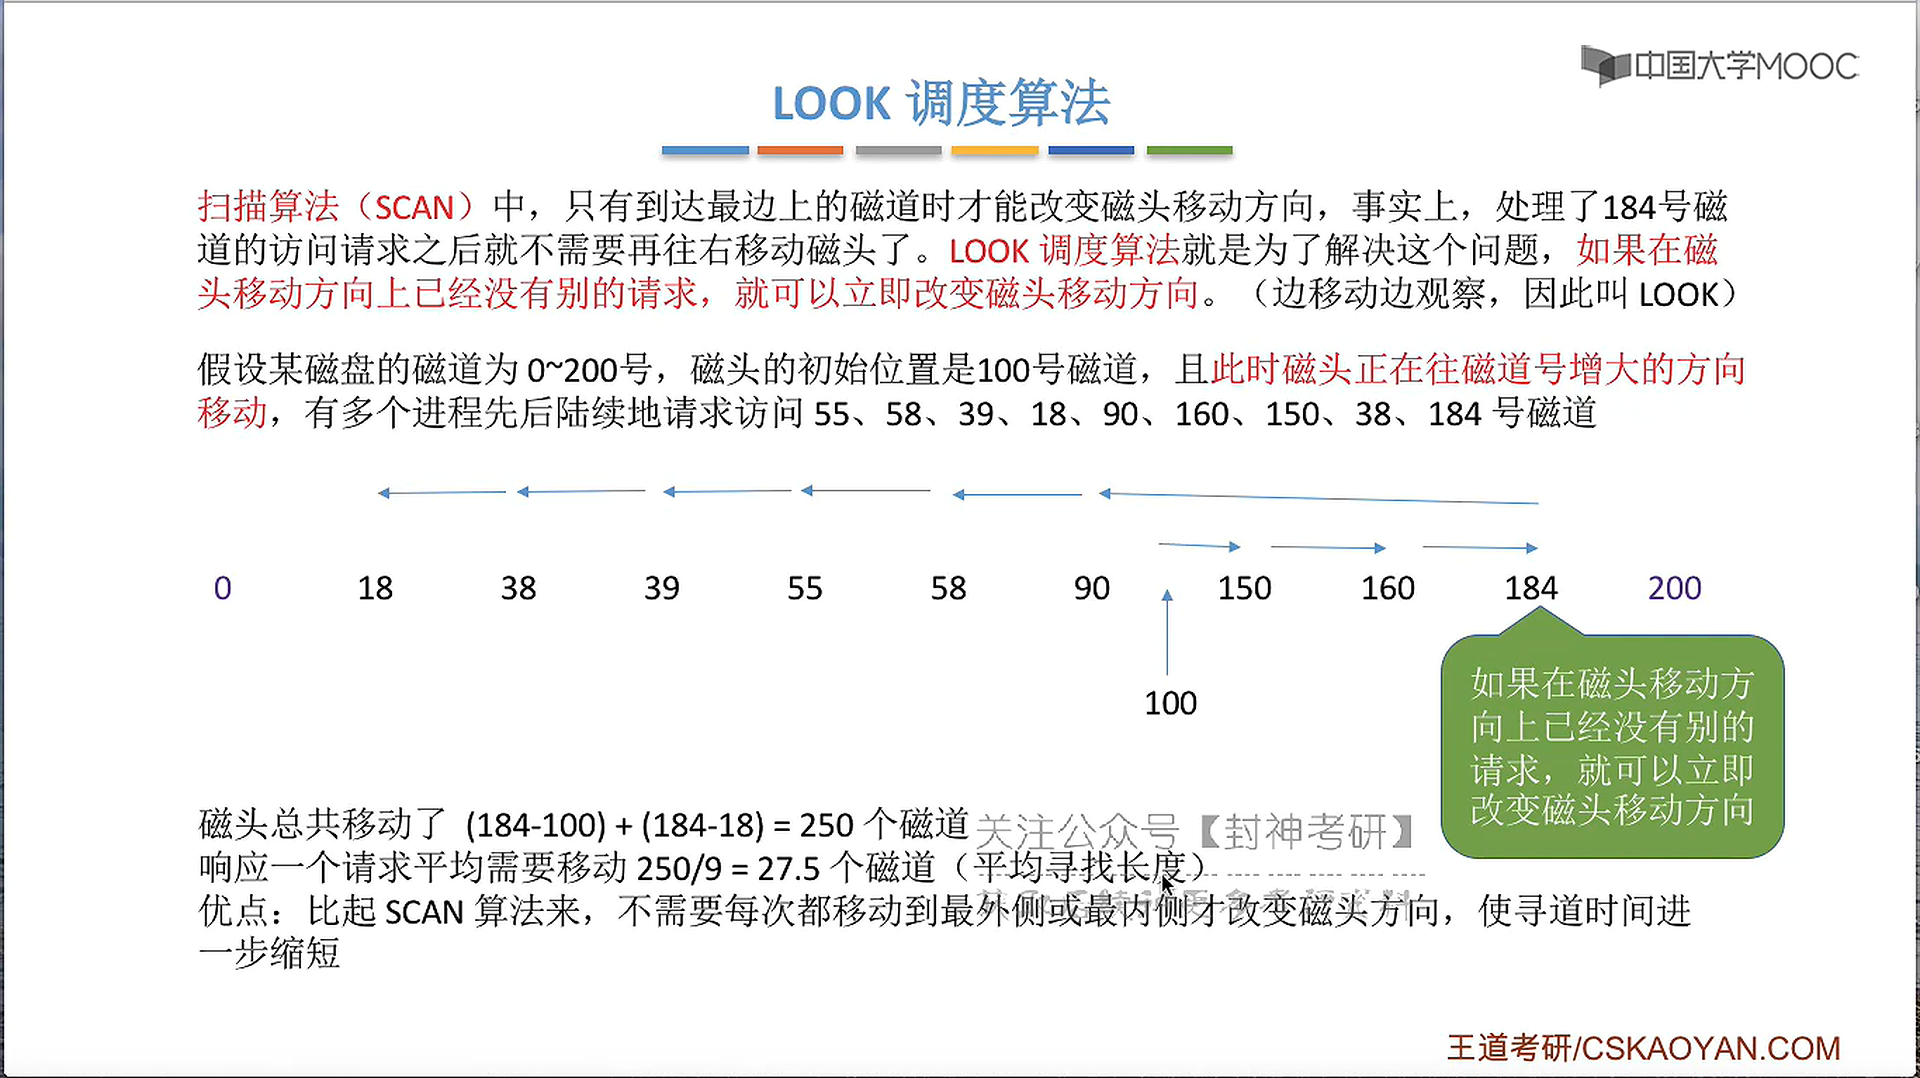 中国大学MOOC
LOOK 调度算法
扫描算法（SCAN）中，只有到达最边上的磁道时才能改变磁头移动方向，事实上，处理了184号磁
道的访问请求之后就不需要再往右移动磁头了。LOOK 调度算法就是为了解决这个问题，如果在磁
头移动方向上已经没有别的请求，就可以立即改变磁头移动方向。（边移动边观察，因此叫 LOOK）
假设某磁盘的磁道为 0~200号，磁头的初始位置是100号磁道，且此时磁头正在往磁道号增大的方向
移动，有多个进程先后陆续地请求访问 55、58、39、18、90、160、150、38、184 号磁道
0 18 38 39 55 58 90 150 160 184 200
100
如果在磁头移动方
向上已经没有别的
请求，就可以立即
改变磁头移动方向
磁头总共移动了 (184-100) + (184-18) = 250 个磁道
关注公众号【封神考研】
响应一个请求平均需要移动 250/9 = 27.5 个磁道（平均寻找长度）
优点：比起 SCAN 算法来，不需要每次都移动到最外侧或最内侧才改变磁头方向，使寻道时间进
一步缩短
王道考研/CSKAOYAN.COM